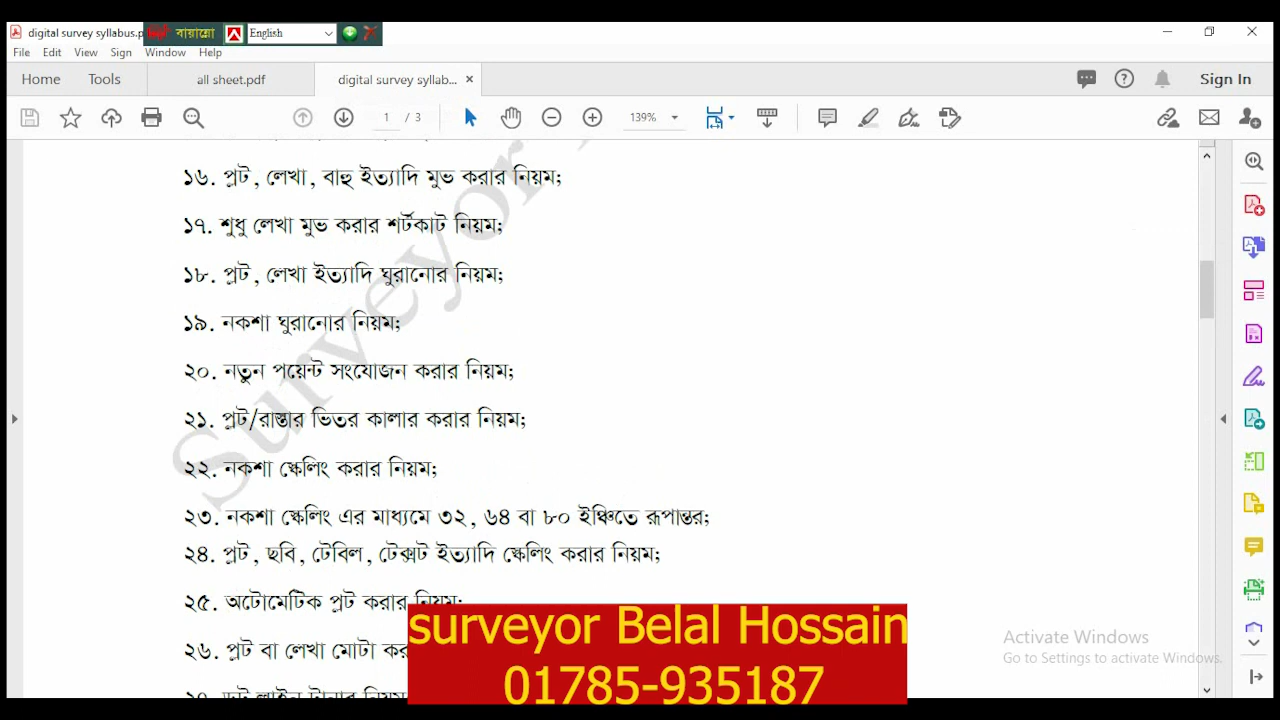 digital survey syllabus.p
বায়ান্নো
English
File Edit View Sign Window Help
Home Tools all sheet.pdf digital survey syllab... × Sign In
1 / 3 139%
১৬. প্লট, লেখা, বাহু ইত্যাদি মুভ করার নিয়ম;
১৭. শুধু লেখা মুভ করার শর্টকাট নিয়ম;
১৮. প্লট, লেখা ইত্যাদি ঘুরানোর নিয়ম;
১৯. নকশা ঘুরানোর নিয়ম;
২০. নতুন পয়েন্ট সংযোজন করার নিয়ম;
২১. প্লট/রাস্তার ভিতর কালার করার নিয়ম;
২২. নকশা স্কেলিং করার নিয়ম;
২৩. নকশা স্কেলিং এর মাধ্যমে ৩২, ৬৪ বা ৮০ ইঞ্চিতে রূপান্তর;
২৪. প্লট, ছবি, টেবিল, টেক্সট ইত্যাদি স্কেলিং করার নিয়ম;
২৫. অটোমেটিক প্লট করার নিয়ম;
২৬. প্লট বা লেখা মোটা
Surveyor
surveyor Belal Hossain
01785-935187
Activate Windows
Go to Settings to activate Windows.